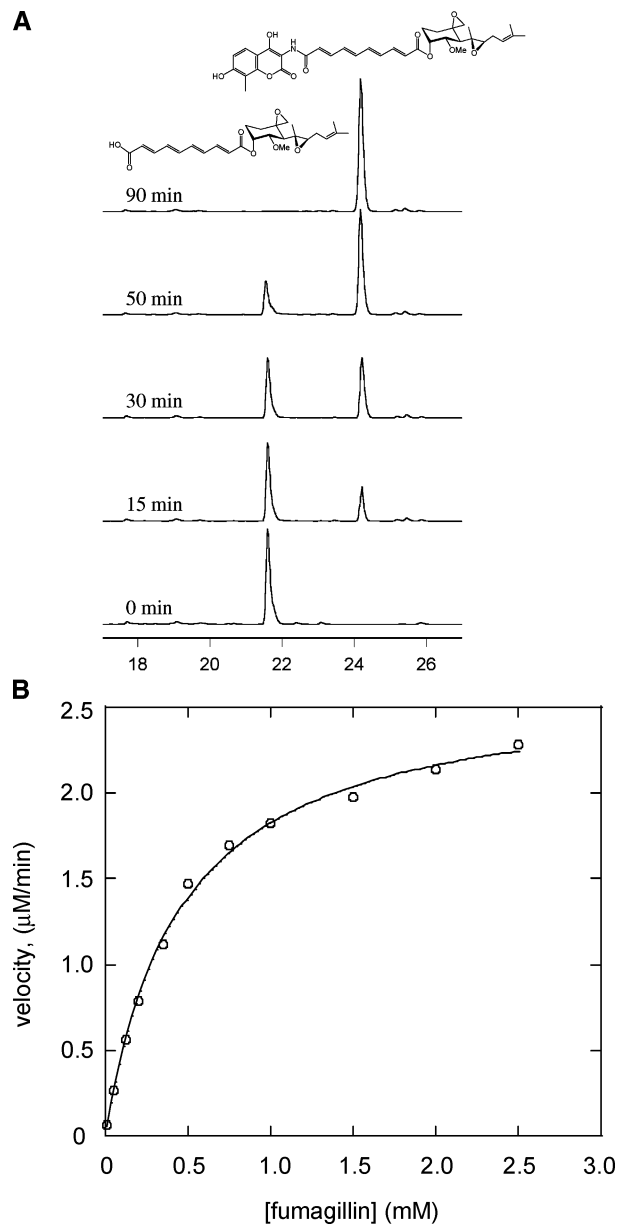 A
OH
H
N
O
O
O
OMe
O
HO
O
O
O
HO
O
O
O
O
OMe
O
90 min
50 min
30 min
15 min
0 min
18 20 22 24 26
B
2.5
2.0
1.5
1.0
0.5
0
0 0.5 1.0 1.5 2.0 2.5 3.0
velocity, (μM/min)
[fumagillin] (mM)